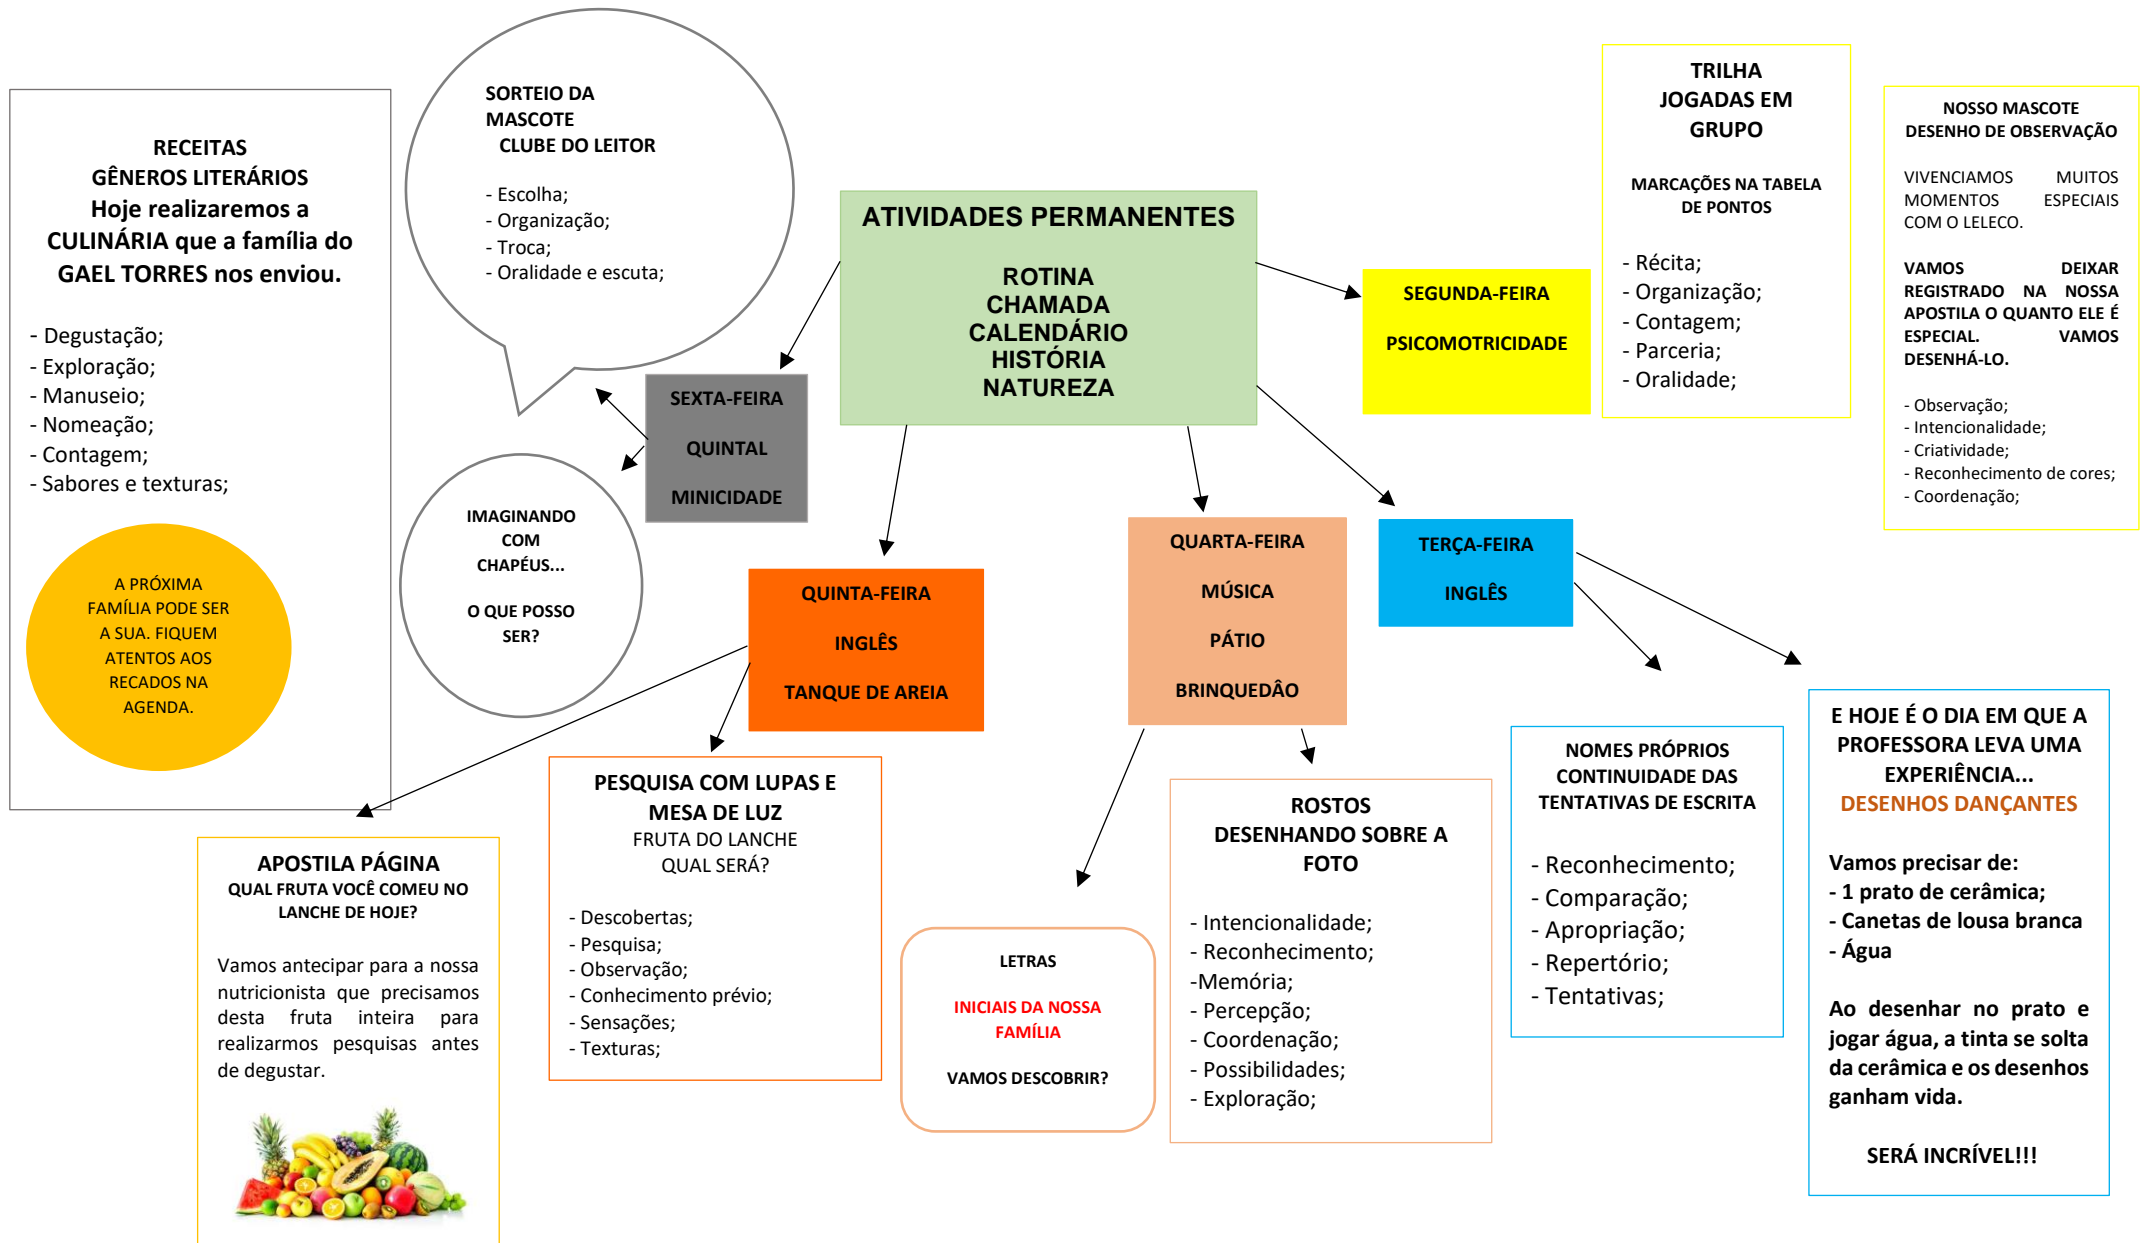 RECEITAS
GÊNEROS LITERÁRIOS
Hoje realizaremos a
CULINÁRIA que a família do
GAEL TORRES nos enviou.
- Degustação;
- Exploração;
- Manuseio;
- Nomeação;
- Contagem;
- Sabores e texturas;
A PRÓXIMA
FAMÍLIA PODE SER
A SUA. FIQUEM
ATENTOS AOS
RECADOS NA
AGENDA.
SORTEIO DA
MASCOTE
CLUBE DO LEITOR
- Escolha;
- Organização;
- Troca;
- Oralidade e escuta;
IMAGINANDO
COM
CHAPÉUS...
O QUE POSSO
SER?
SEXTA-FEIRA
QUINTAL
MINICIDADE
ATIVIDADES PERMANENTES
ROTINA
CHAMADA
CALENDÁRIO
HISTÓRIA
NATUREZA
SEGUNDA-FEIRA
PSICOMOTRICIDADE
TRILHA
JOGADAS EM
GRUPO
MARCAÇÕES NA TABELA
DE PONTOS
- Récita;
- Organização;
- Contagem;
- Parceria;
- Oralidade;
NOSSO MASCOTE
DESENHO DE OBSERVAÇÃO
VIVENCIAMOS MUITOS
MOMENTOS ESPECIAIS
COM O LELECO.
VAMOS DEIXAR
REGISTRADO NA NOSSA
APOSTILA O QUANTO ELE É
ESPECIAL. VAMOS
DESENHÁ-LO.
- Observação;
- Intencionalidade;
- Criatividade;
- Reconhecimento de cores;
- Coordenação;
QUINTA-FEIRA
INGLÊS
TANQUE DE AREIA
QUARTA-FEIRA
MÚSICA
PÁTIO
BRINQUEDÂO
TERÇA-FEIRA
INGLÊS
APOSTILA PÁGINA
QUAL FRUTA VOCÊ COMEU NO
LANCHE DE HOJE?
Vamos antecipar para a nossa
nutricionista que precisamos
desta fruta inteira para
realizarmos pesquisas antes
de degustar.
PESQUISA COM LUPAS E
MESA DE LUZ
FRUTA DO LANCHE
QUAL SERÁ?
- Descobertas;
- Pesquisa;
- Observação;
- Conhecimento prévio;
- Sensações;
- Texturas;
LETRAS
INICIAIS DA NOSSA
FAMÍLIA
VAMOS DESCOBRIR?
ROSTOS
DESENHANDO SOBRE A
FOTO
- Intencionalidade;
- Reconhecimento;
-Memória;
- Percepção;
- Coordenação;
- Possibilidades;
- Exploração;
NOMES PRÓPRIOS
CONTINUIDADE DAS
TENTATIVAS DE ESCRITA
- Reconhecimento;
- Comparação;
- Apropriação;
- Repertório;
- Tentativas;
E HOJE É O DIA EM QUE A
PROFESSORA LEVA UMA
EXPERIÊNCIA...
DESENHOS DANÇANTES
Vamos precisar de:
- 1 prato de cerâmica;
- Canetas de lousa branca
- Água
Ao desenhar no prato e
jogar água, a tinta se solta
da cerâmica e os desenhos
ganham vida.
SERÁ INCRÍVEL!!!